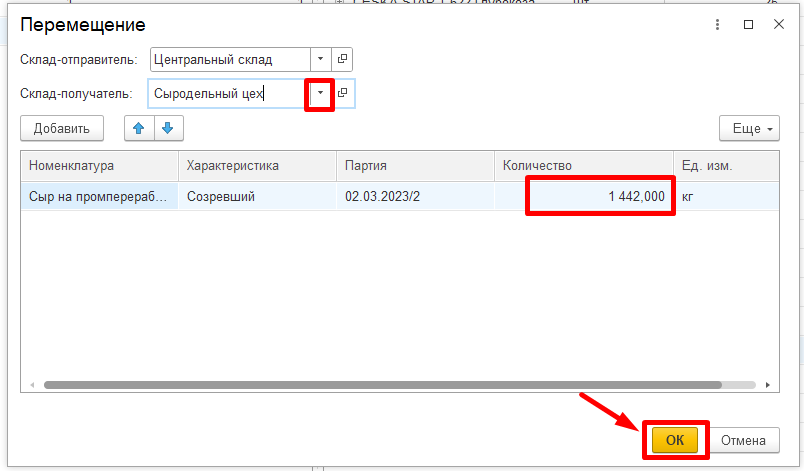 Перемещение
Склад-отправитель: Центральный склад
Склад-получатель: Сыродельный цех
Добавить Еще
Номенклатура Характеристика Партия Количество Ед. изм.
Сыр на промперераб... Созревший 02.03.2023/2 1 442,000 кг
ОК Отмена